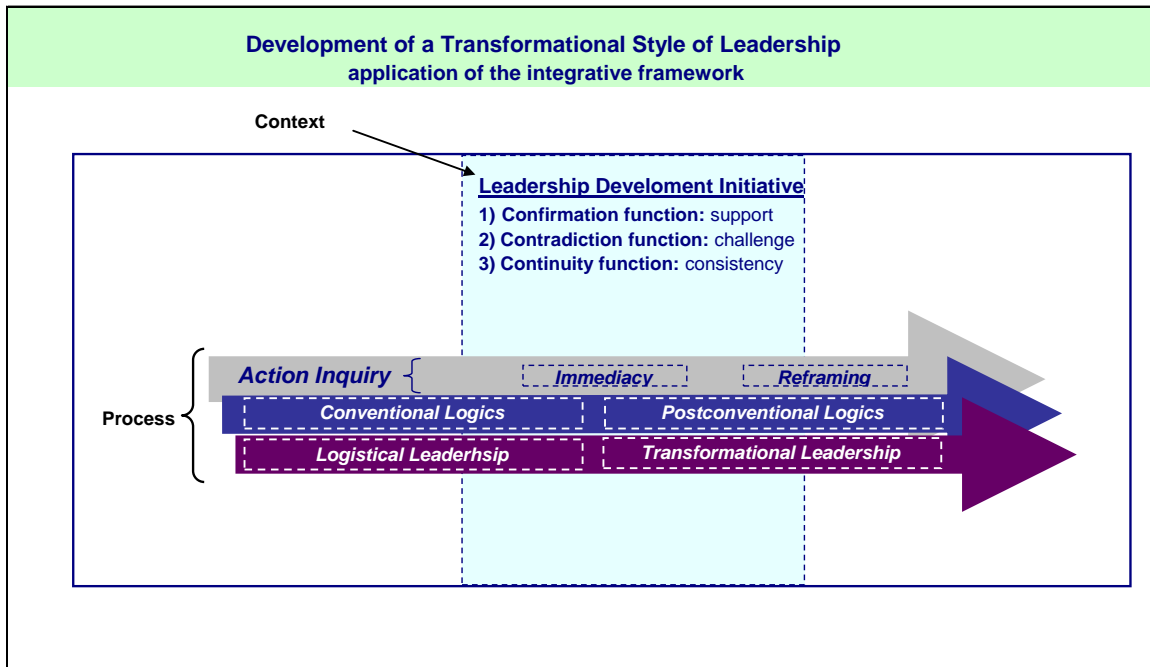 Development of a Transformational Style of Leadership
application of the integrative framework
Context
Leadership Develoment Initiative
1) Confirmation function: support
2) Contradiction function: challenge
3) Continuity function: consistency
Action Inquiry
Immediacy
Reframing
Process
Conventional Logics
Postconventional Logics
Logistical Leaderhsip
Transformational Leadership